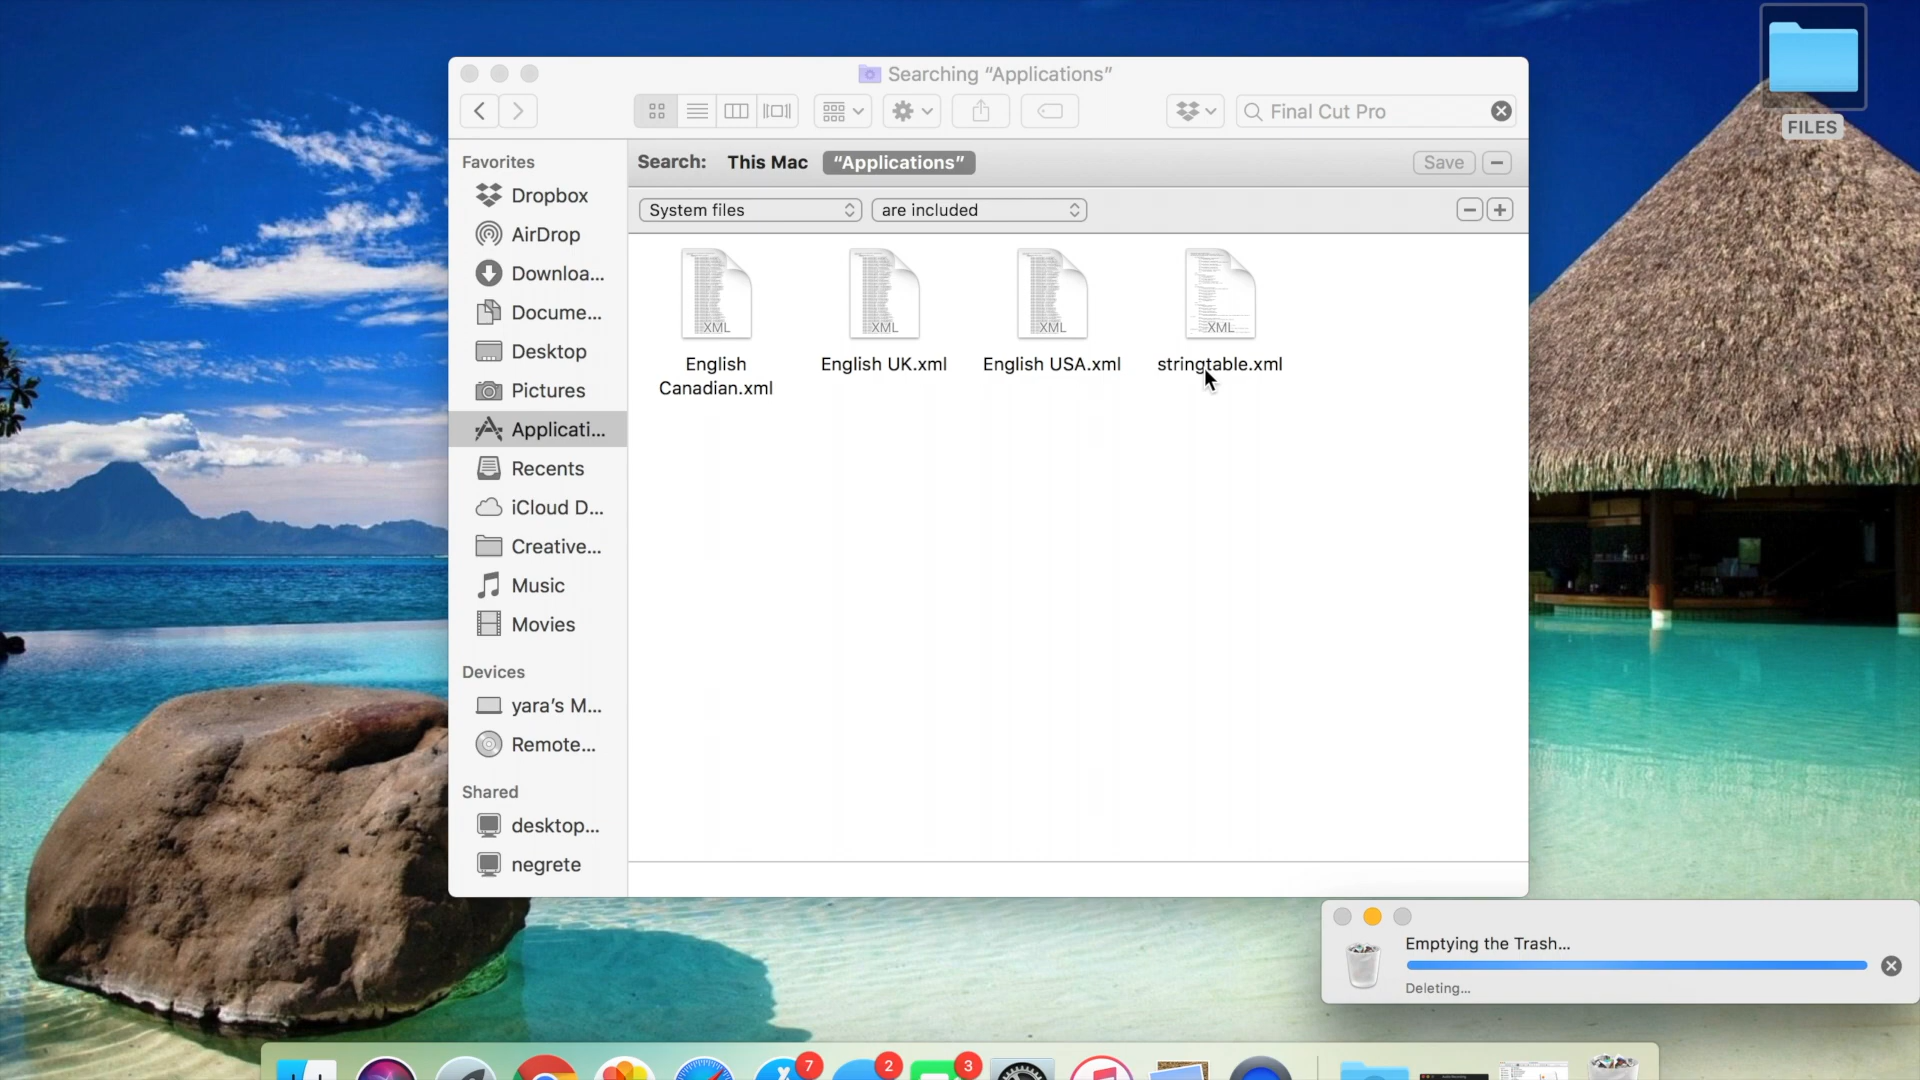 Searching “Applications”
Final Cut Pro
FILES
Search: This Mac “Applications” Save
System files are included
Favorites
Dropbox
AirDrop
Downloa...
Docume...
Desktop
Pictures
Applicati...
Recents
iCloud D...
Creative...
Music
Movies
Devices
yara’s M...
Remote...
Shared
desktop...
negrete
XML
XML
XML
XML
English
Canadian.xml
English UK.xml
English USA.xml
stringtable.xml
Emptying the Trash...
Deleting...
7
2
3